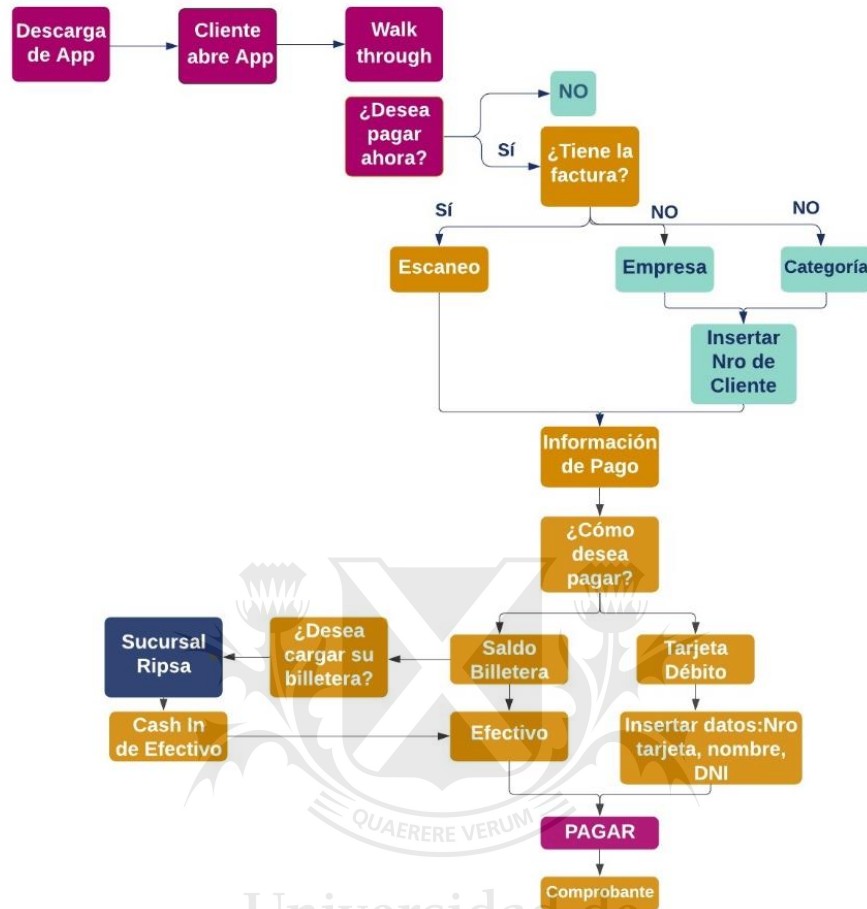 Descarga
de App
Cliente
abre App
Walk
through
¿Desea
pagar
ahora?
NO
Sí
¿Tiene la
factura?
Sí
NO
NO
Escaneo
Empresa
Categoría
Insertar
Nro de
Cliente
Información
de Pago
¿Cómo
desea
pagar?
Sucursal
Ripsa
¿Desea
cargar su
billetera?
Saldo
Billetera
Tarjeta
Débito
Cash In
de Efectivo
Efectivo
Insertar datos:Nro
tarjeta, nombre,
DNI
QUAERERE VERUM
PAGAR
Comprobante
Universidad de